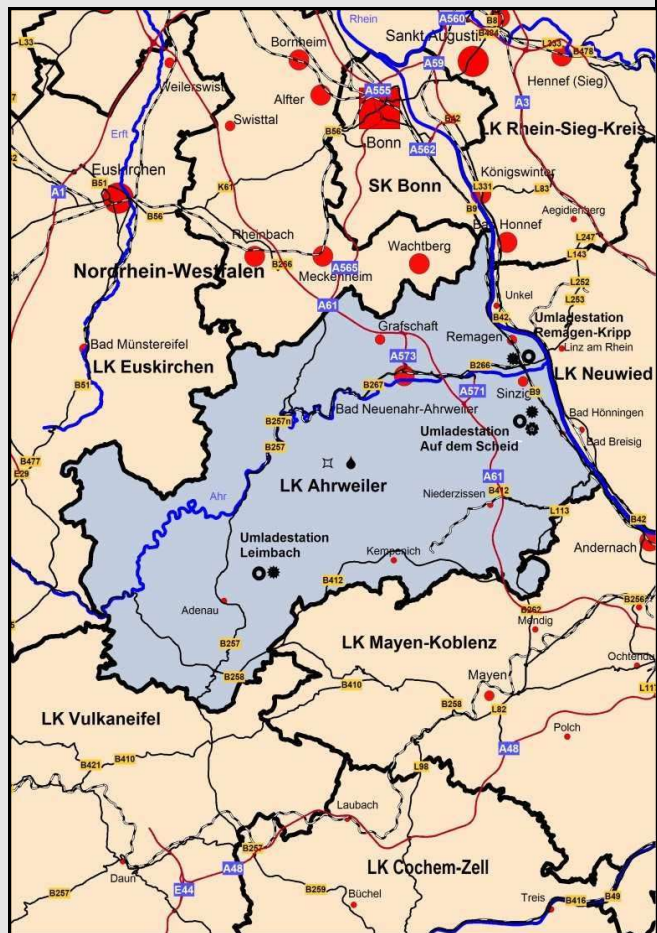 Rhein
A560
B8
L33
Bornheim
Sankt Augustin
B484
L333
B478
A59
Weilerswist
Hennef (Sieg)
Alfter
A555
A3
Erft
Swisttal
B56
Bonn
B42
A562
LK Rhein-Sieg-Kreis
Euskirchen
B51
A1
K61
SK Bonn
Königswinter
L331
L83
B56
B9
Aegidienberg
Rheinbach
Wachtberg
Bad Honnef
L247
B266
Meckenheim
A565
L143
Nordrhein-Westfalen
L252
A61
Unkel
L253
B42
Umladestation
Remagen-Kripp
Grafschaft
Remagen
Bad Münstereifel
A573
Linz am Rhein
LK Euskirchen
B266
LK Neuwied
B51
B267
A571
Sinzig
B9
Bad Neuenahr-Ahrweiler
Bad Hönningen
B257n
Umladestation
Auf dem Scheid
B257
Bad Breisig
B477
E29
LK Ahrweiler
A61
B412
Ahr
Niederzissen
L113
B42
Umladestation
Leimbach
Kempenich
Andernach
B412
Adenau
B256
B262
Mendig
B257
LK Mayen-Koblenz
Ochtendu
B258
B410
Mayen
L117
B258
L82
LK Vulkaneifel
Polch
A48
B410
B421
L98
Laubach
B257
A48
LK Cochem-Zell
Daun
E44
B257
B259
Büchel
Treis
B416
B49